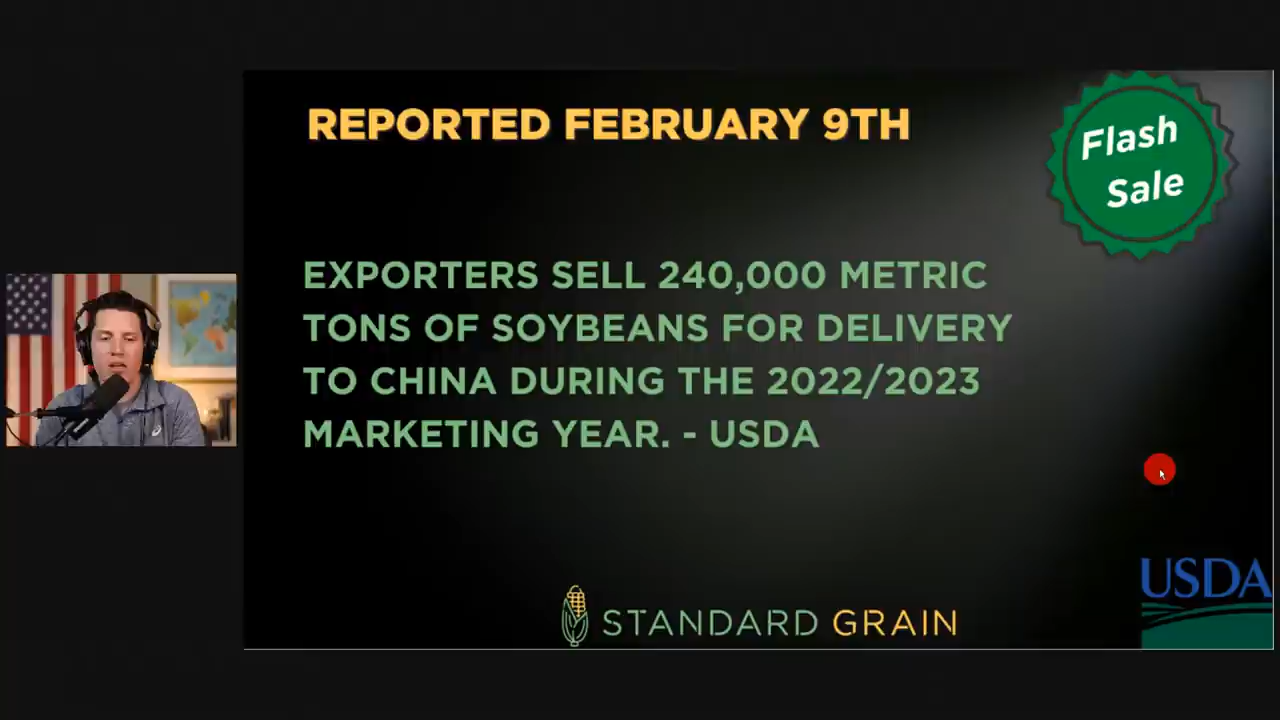 REPORTED FEBRUARY 9TH
Flash
Sale
EXPORTERS SELL 240,000 METRIC
TONS OF SOYBEANS FOR DELIVERY
TO CHINA DURING THE 2022/2023
MARKETING YEAR. - USDA
STANDARD GRAIN
USDA